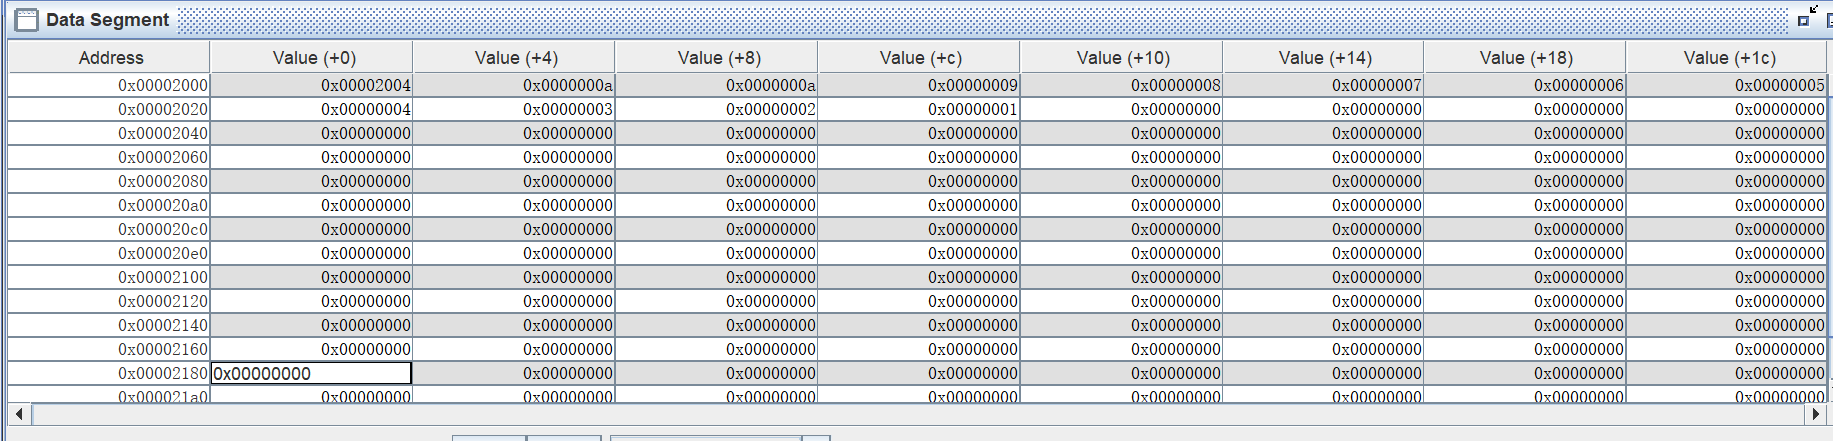 Data Segment
Address Value (+0) Value (+4) Value (+8) Value (+c) Value (+10) Value (+14) Value (+18) Value (+1c)
0x00002000 0x00002004 0x0000000a 0x0000000a 0x00000009 0x00000008 0x00000007 0x00000006 0x00000005
0x00002020 0x00000004 0x00000003 0x00000002 0x00000001 0x00000000 0x00000000 0x00000000 0x00000000
0x00002040 0x00000000 0x00000000 0x00000000 0x00000000 0x00000000 0x00000000 0x00000000 0x00000000
0x00002060 0x00000000 0x00000000 0x00000000 0x00000000 0x00000000 0x00000000 0x00000000 0x00000000
0x00002080 0x00000000 0x00000000 0x00000000 0x00000000 0x00000000 0x00000000 0x00000000 0x00000000
0x000020a0 0x00000000 0x00000000 0x00000000 0x00000000 0x00000000 0x00000000 0x00000000 0x00000000
0x000020c0 0x00000000 0x00000000 0x00000000 0x00000000 0x00000000 0x00000000 0x00000000 0x00000000
0x000020e0 0x00000000 0x00000000 0x00000000 0x00000000 0x00000000 0x00000000 0x00000000 0x00000000
0x00002100 0x00000000 0x00000000 0x00000000 0x00000000 0x00000000 0x00000000 0x00000000 0x00000000
0x00002120 0x00000000 0x00000000 0x00000000 0x00000000 0x00000000 0x00000000 0x00000000 0x00000000
0x00002140 0x00000000 0x00000000 0x00000000 0x00000000 0x00000000 0x00000000 0x00000000 0x00000000
0x00002160 0x00000000 0x00000000 0x00000000 0x00000000 0x00000000 0x00000000 0x00000000 0x00000000
0x00002180 0x00000000 0x00000000 0x00000000 0x00000000 0x00000000 0x00000000 0x00000000 0x00000000
0x000021a0 0x00000000 0x00000000 0x00000000 0x00000000 0x00000000 0x00000000 0x00000000 0x00000000